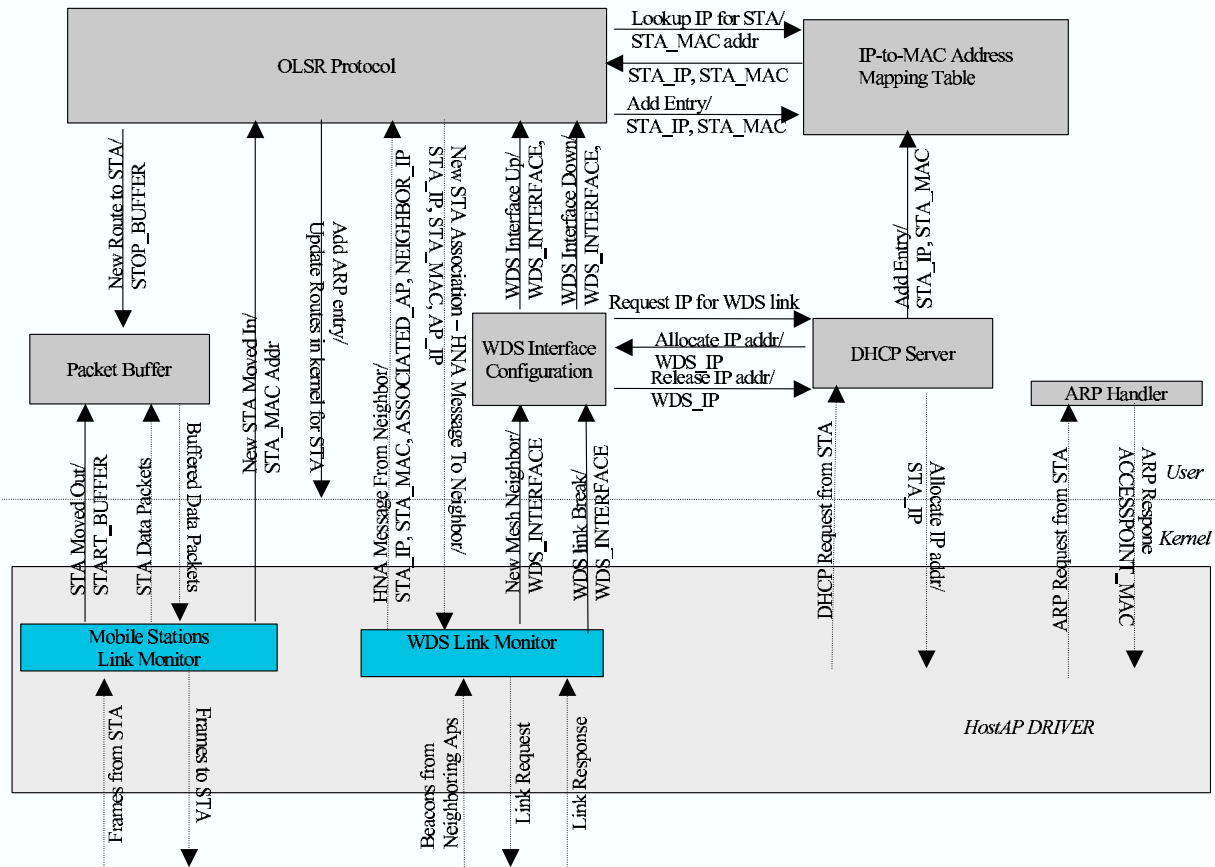 Lookup IP for STA/
STA_MAC addr
OLSR Protocol
IP-to-MAC Address
Mapping Table
STA_IP, STA_MAC
Add Entry/
STA_IP, STA_MAC
New Route to STA/
STOP_BUFFER
New STA Moved In/
STA_MAC Addr
Add ARP entry/
Update Routes in kernel for STA
HNA Message From Neighbor/
STA_IP, STA_MAC, ASSOCIATED_AP, NEIGHBOR_IP
New STA Association – HNA Message To Neighbor/
STA_IP, STA_MAC, AP_IP
WDS Interface Up/
WDS_INTERFACE,
WDS Interface Down/
WDS_INTERFACE,
Add Entry/
STA_IP, STA_MAC
Packet Buffer
WDS Interface
Configuration
Request IP for WDS link
Allocate IP addr/
WDS_IP
Release IP addr/
WDS_IP
DHCP Server
ARP Handler
STA Moved Out/
START_BUFFER
STA Data Packets
Buffered Data Packets
New Mesh Neighbor/
WDS_INTERFACE
WDS link Break/
WDS_INTERFACE
DHCP Request from STA
Allocate IP addr/
STA_IP
ARP Request from STA
ARP Respone
ACCESSPOINT_MAC
User
Kernel
Mobile Stations
Link Monitor
WDS Link Monitor
HostAP DRIVER
Frames from STA
Frames to STA
Beacons from
Neighboring Aps
Link Request
Link Response